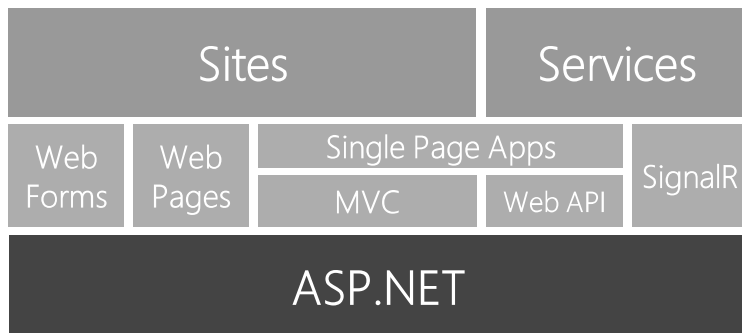 Sites
Services
Web
Forms
Web
Pages
Single Page Apps
MVC
Web API
SignalR
ASP.NET